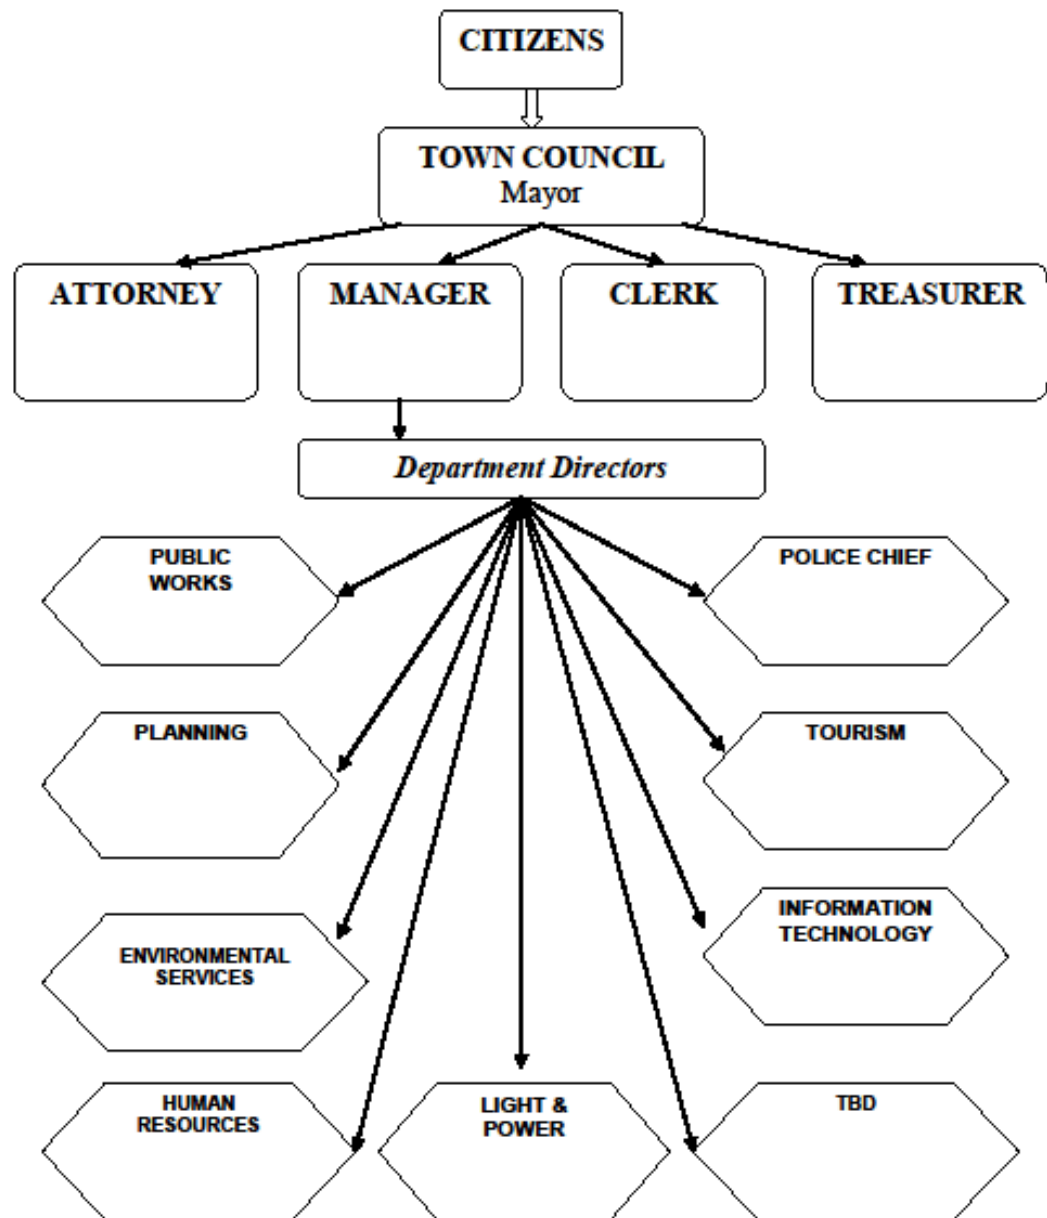 CITIZENS
TOWN COUNCIL
Mayor
ATTORNEY
MANAGER
CLERK
TREASURER
Department Directors
PUBLIC
WORKS
POLICE CHIEF
PLANNING
TOURISM
ENVIRONMENTAL
SERVICES
INFORMATION
TECHNOLOGY
HUMAN
RESOURCES
LIGHT &
POWER
TBD